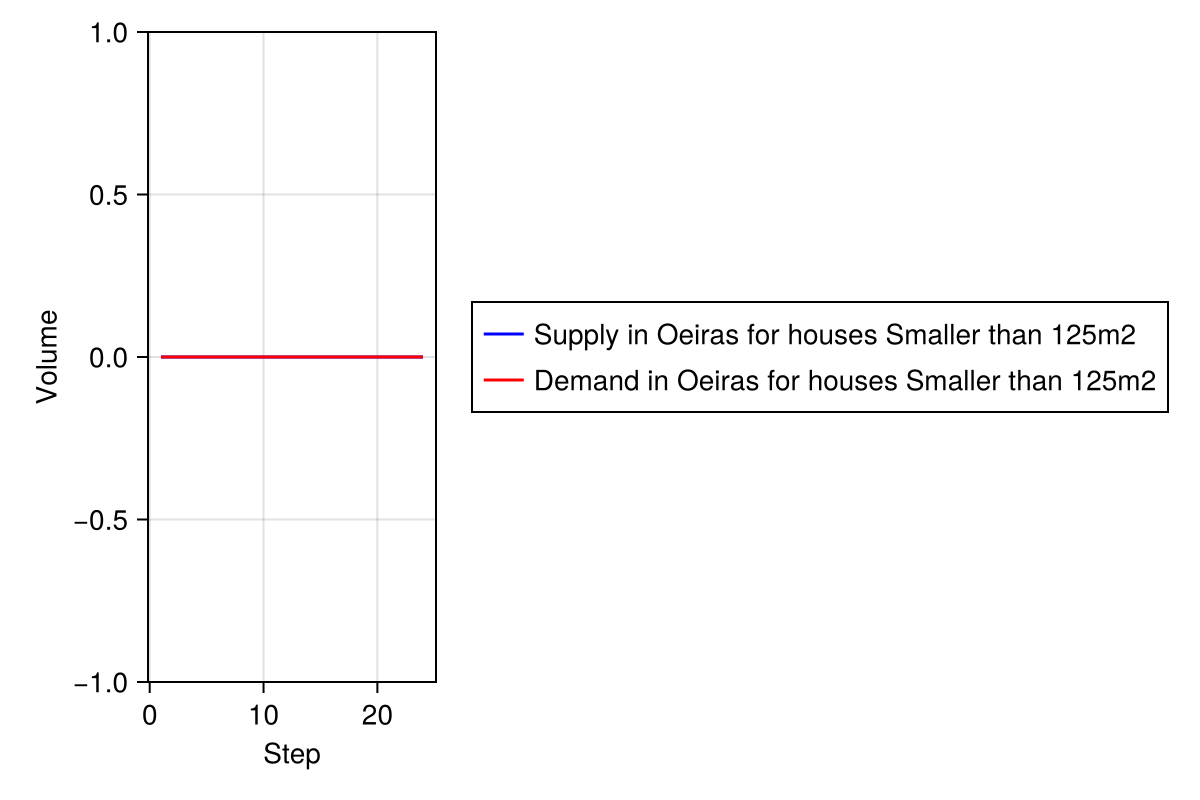 1.0
0.5
0.0
−0.5
−1.0
Volume
0 10 20
Step
Supply in Oeiras for houses Smaller than 125m2
Demand in Oeiras for houses Smaller than 125m2